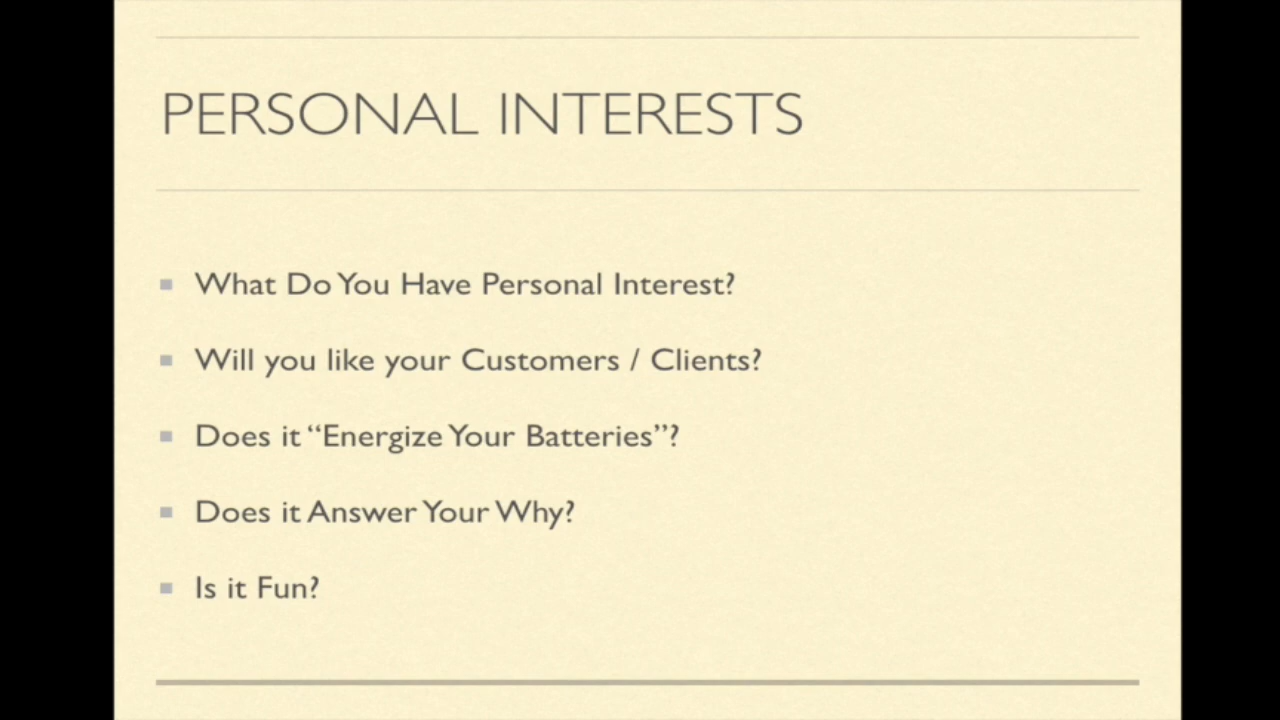 PERSONAL INTERESTS
What Do You Have Personal Interest?
Will you like your Customers / Clients?
Does it “Energize Your Batteries”?
Does it Answer Your Why?
Is it Fun?